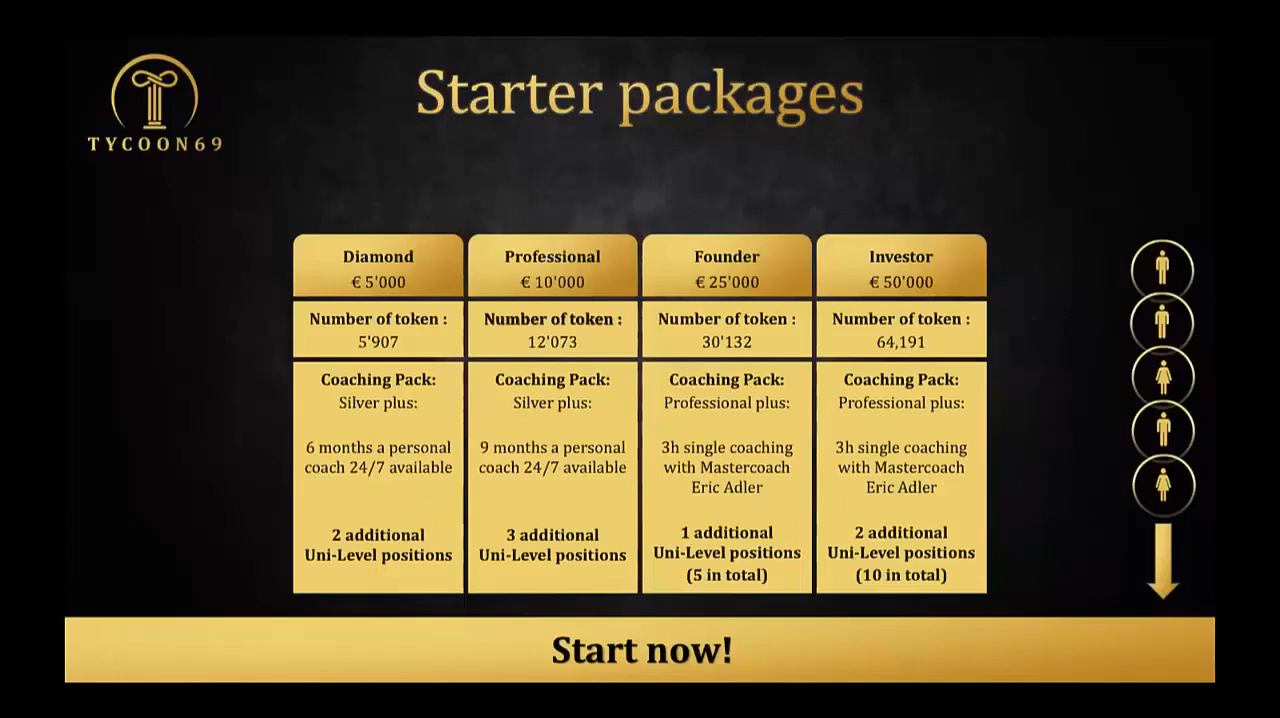 TYCOON69
Starter packages
Diamond
€ 5'000
Number of token :
5'907
Coaching Pack:
Silver plus:
6 months a personal
coach 24/7 available
2 additional
Uni-Level positions
Professional
€ 10'000
Number of token :
12'073
Coaching Pack:
Silver plus:
9 months a personal
coach 24/7 available
3 additional
Uni-Level positions
Founder
€ 25'000
Number of token :
30'132
Coaching Pack:
Professional plus:
3h single coaching
with Mastercoach
Eric Adler
1 additional
Uni-Level positions
(5 in total)
Investor
€ 50'000
Number of token :
64,191
Coaching Pack:
Professional plus:
3h single coaching
with Mastercoach
Eric Adler
2 additional
Uni-Level positions
(10 in total)
Start now!